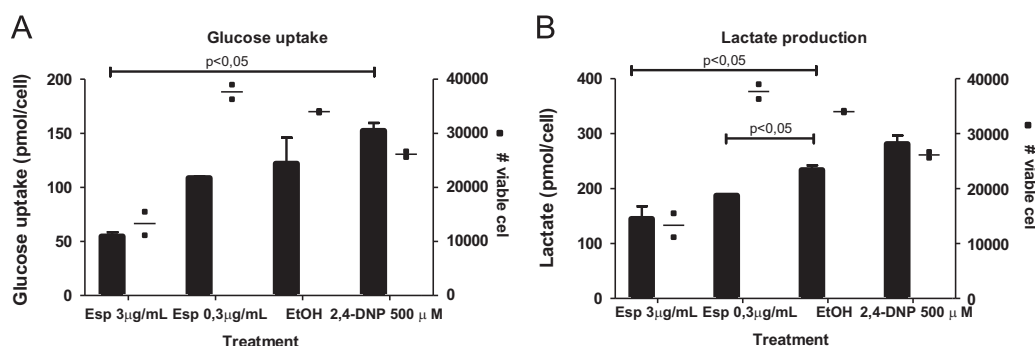 A
Glucose uptake
p<0,05
Glucose uptake (pmol/cell)
200
150
100
50
0
40000
30000
20000
10000
0
# viable cel
Esp 3μg/mL Esp 0,3μg/mL EtOH 2,4-DNP 500 μ M
Treatment
B
Lactate production
p<0,05
p<0,05
Lactate (pmol/cell)
400
300
200
100
0
40000
30000
20000
10000
0
# viable cel
Esp 3μg/mL Esp 0,3μg/mL EtOH 2,4-DNP 500 μ M
Treatment